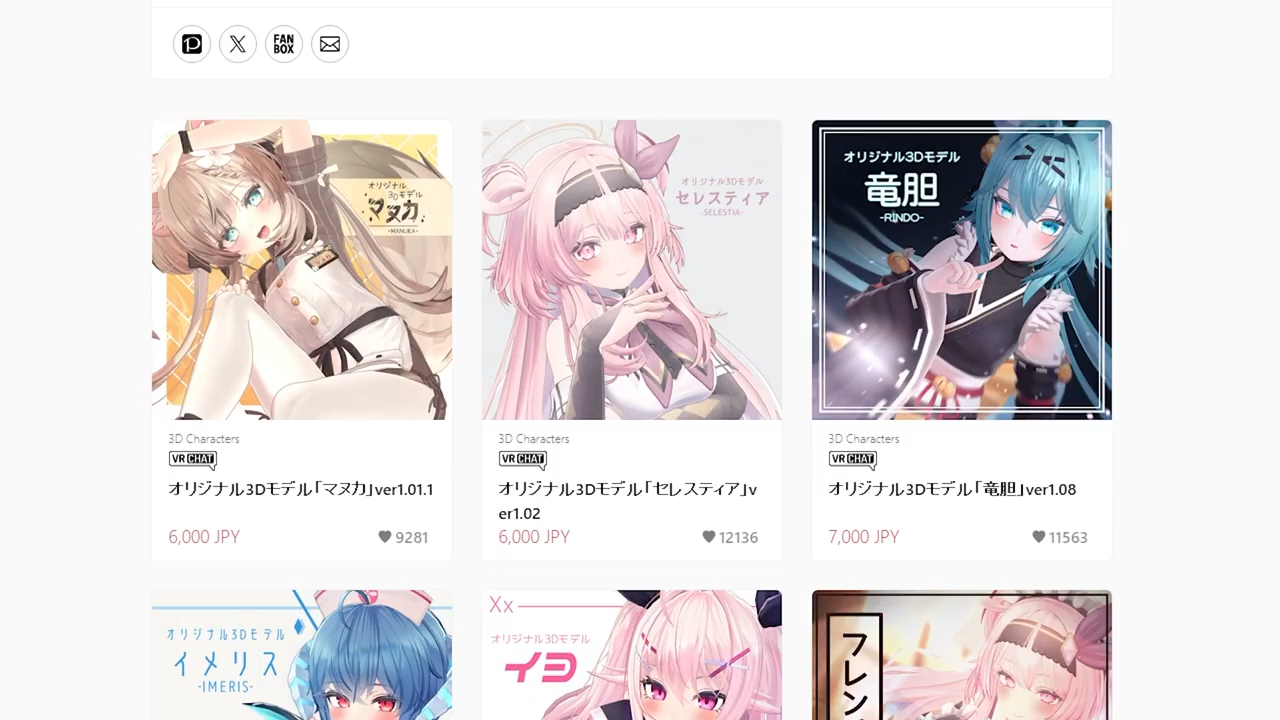 FAN
BOX
オリジナル
3Dモデル
マヌカ
-MANUKA-
オリジナル3Dモデル
セレスティア
-SELESTIA-
オリジナル3Dモデル
竜胆
-RINDO-
3D Characters
VRCHAT
オリジナル3Dモデル「マヌカ」ver1.01.1
6,000 JPY
9281
3D Characters
VRCHAT
オリジナル3Dモデル「セレスティア」v
er1.02
6,000 JPY
12136
3D Characters
VRCHAT
オリジナル3Dモデル「竜胆」ver1.08
7,000 JPY
11563
オリジナル3Dモデル
イメリス
-IMERIS-
Xx
オリジナル3Dモデル
イヨ
フレン